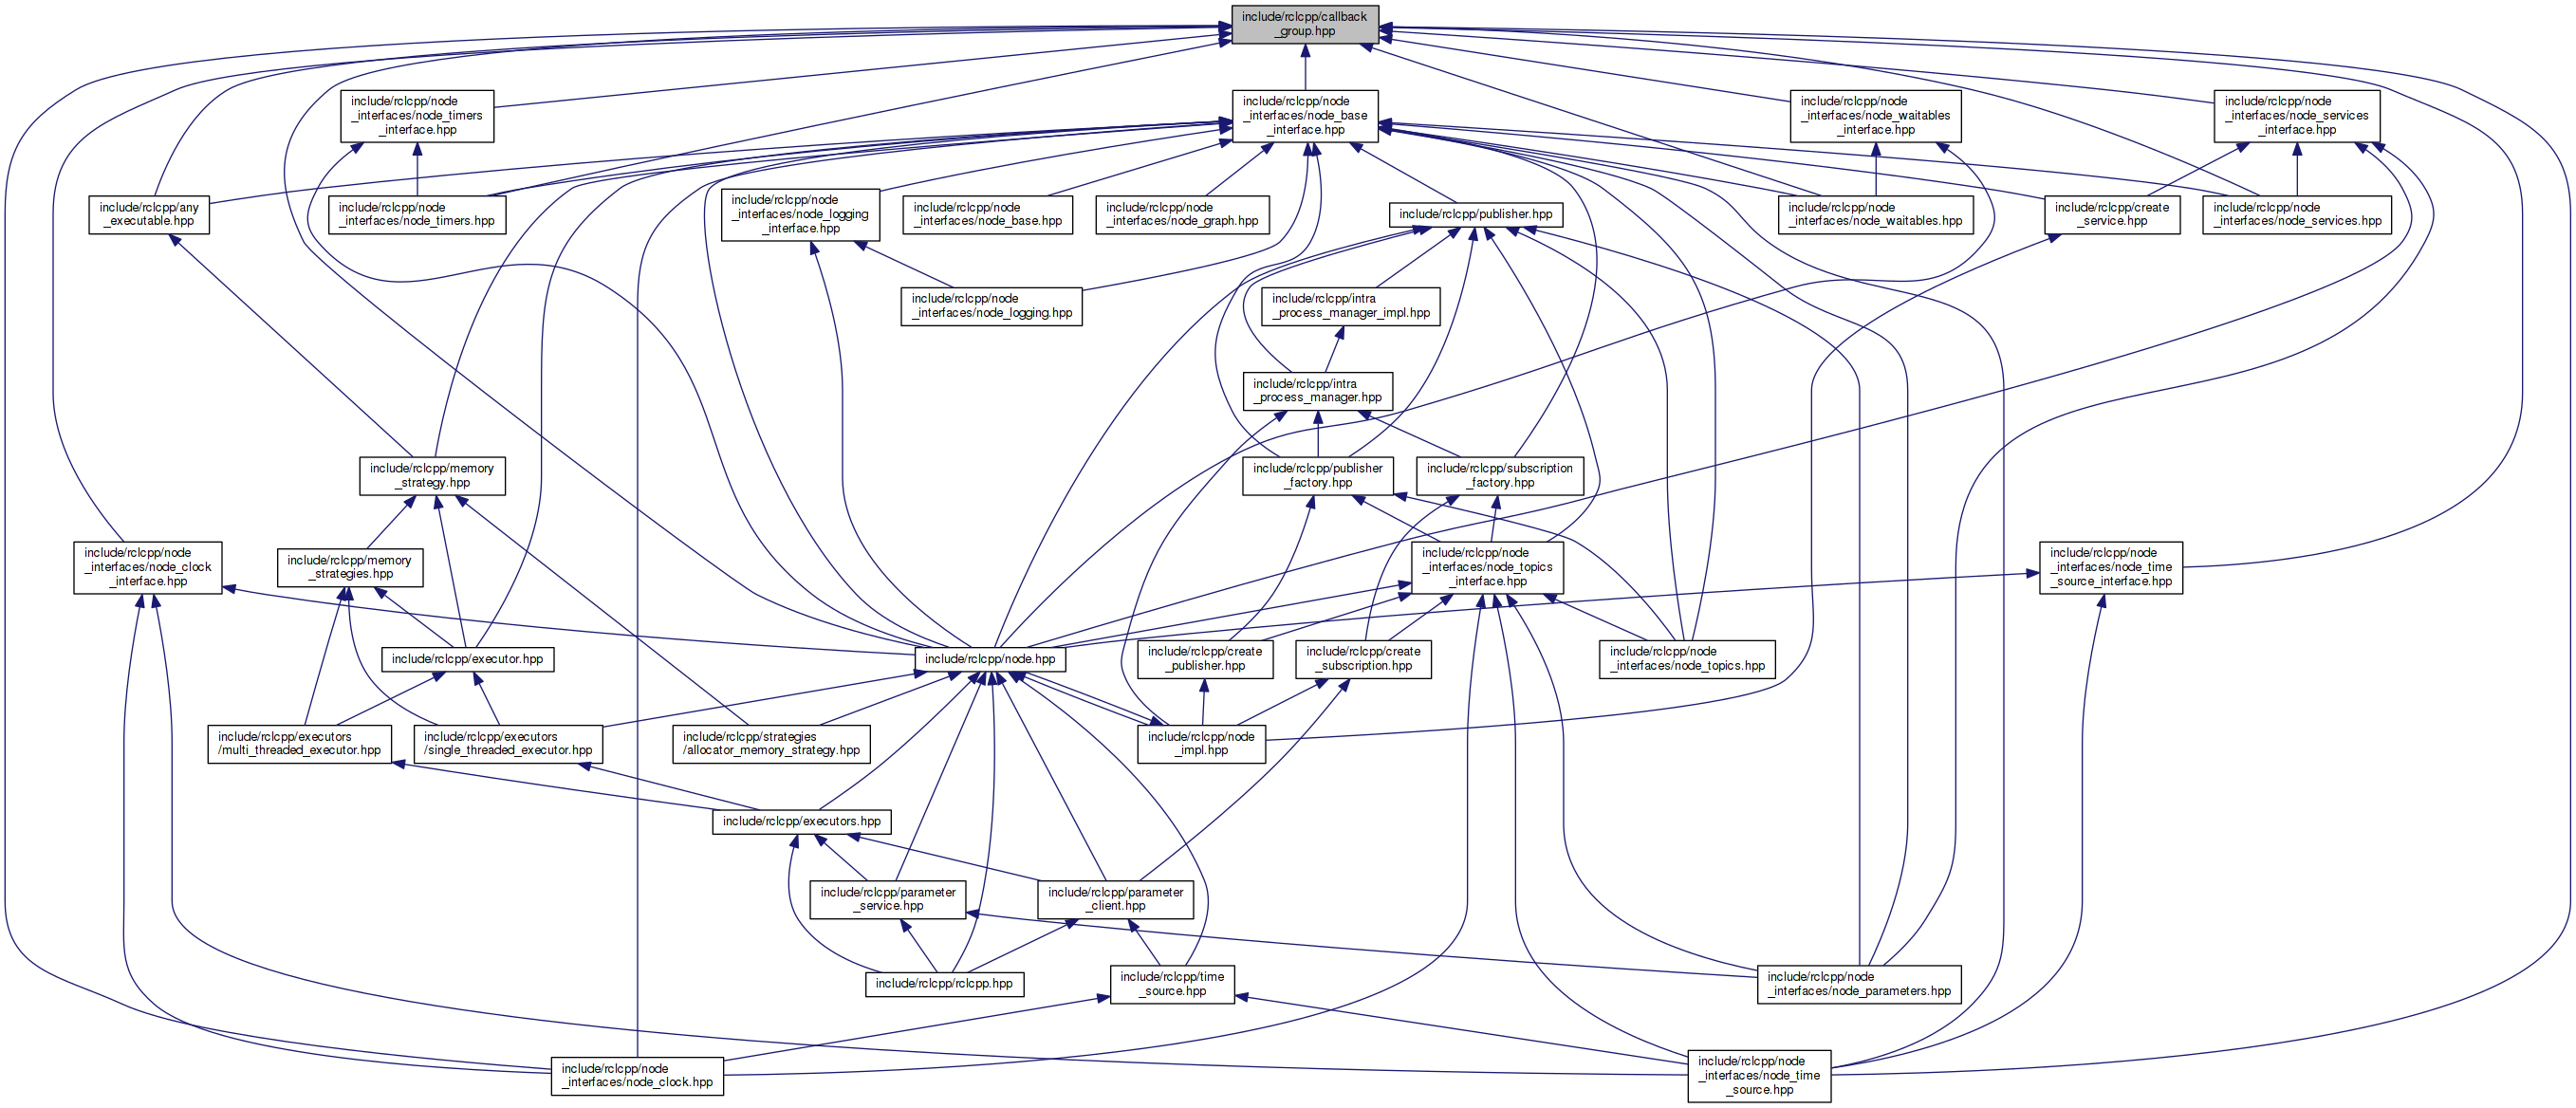 include/rclcpp/callback
_group.hpp
include/rclcpp/node
_interfaces/node_timers
_interface.hpp
include/rclcpp/node
_interfaces/node_base
_interface.hpp
include/rclcpp/node
_interfaces/node_waitables
_interface.hpp
include/rclcpp/node
_interfaces/node_services
_interface.hpp
include/rclcpp/any
_executable.hpp
include/rclcpp/node
_interfaces/node_timers.hpp
include/rclcpp/node
_interfaces/node_logging
_interface.hpp
include/rclcpp/node
_interfaces/node_base.hpp
include/rclcpp/node
_interfaces/node_graph.hpp
include/rclcpp/publisher.hpp
include/rclcpp/node
_interfaces/node_waitables.hpp
include/rclcpp/create
_service.hpp
include/rclcpp/node
_interfaces/node_services.hpp
include/rclcpp/node
_interfaces/node_logging.hpp
include/rclcpp/intra
_process_manager_impl.hpp
include/rclcpp/intra
_process_manager.hpp
include/rclcpp/memory
_strategy.hpp
include/rclcpp/publisher
_factory.hpp
include/rclcpp/subscription
_factory.hpp
include/rclcpp/node
_interfaces/node_clock
_interface.hpp
include/rclcpp/memory
_strategies.hpp
include/rclcpp/node
_interfaces/node_topics
_interface.hpp
include/rclcpp/node
_interfaces/node_time
_source_interface.hpp
include/rclcpp/executor.hpp
include/rclcpp/node.hpp
include/rclcpp/create
_publisher.hpp
include/rclcpp/create
_subscription.hpp
include/rclcpp/node
_interfaces/node_topics.hpp
include/rclcpp/executors
/multi_threaded_executor.hpp
include/rclcpp/executors
/single_threaded_executor.hpp
include/rclcpp/strategies
/allocator_memory_strategy.hpp
include/rclcpp/node
_impl.hpp
include/rclcpp/executors.hpp
include/rclcpp/parameter
_service.hpp
include/rclcpp/parameter
_client.hpp
include/rclcpp/rclcpp.hpp
include/rclcpp/time
_source.hpp
include/rclcpp/node
_interfaces/node_parameters.hpp
include/rclcpp/node
_interfaces/node_clock.hpp
include/rclcpp/node
_interfaces/node_time
_source.hpp